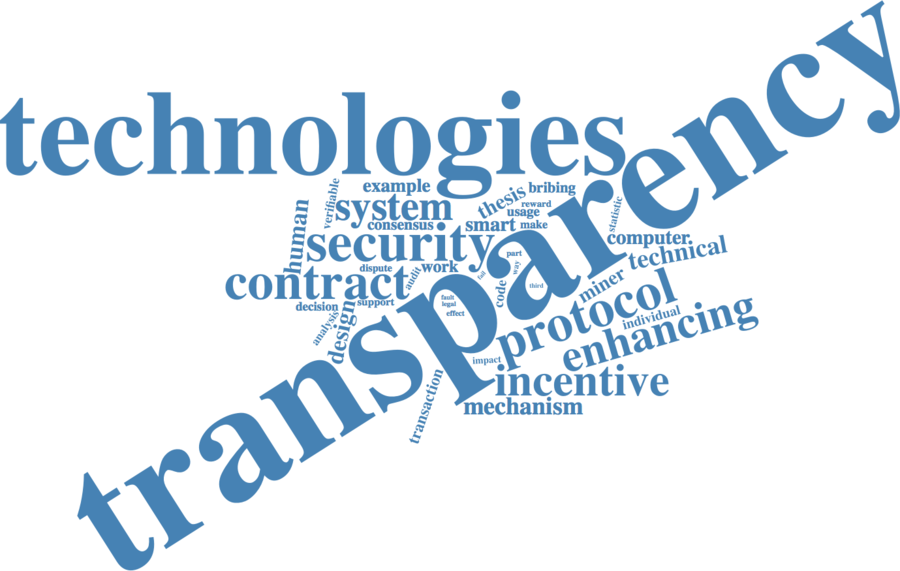 technologies
transparency
example
bribing
verifiable
system
thesis
reward
usage
statistic
human
consensus
smart
make
security
computer
part
technical
dispute
work
way
fail
contract
audit
third
code
miner
fault
legal
effect
decision
support
protocol
individual
analysis
design
enhancing
impact
incentive
transaction
mechanism